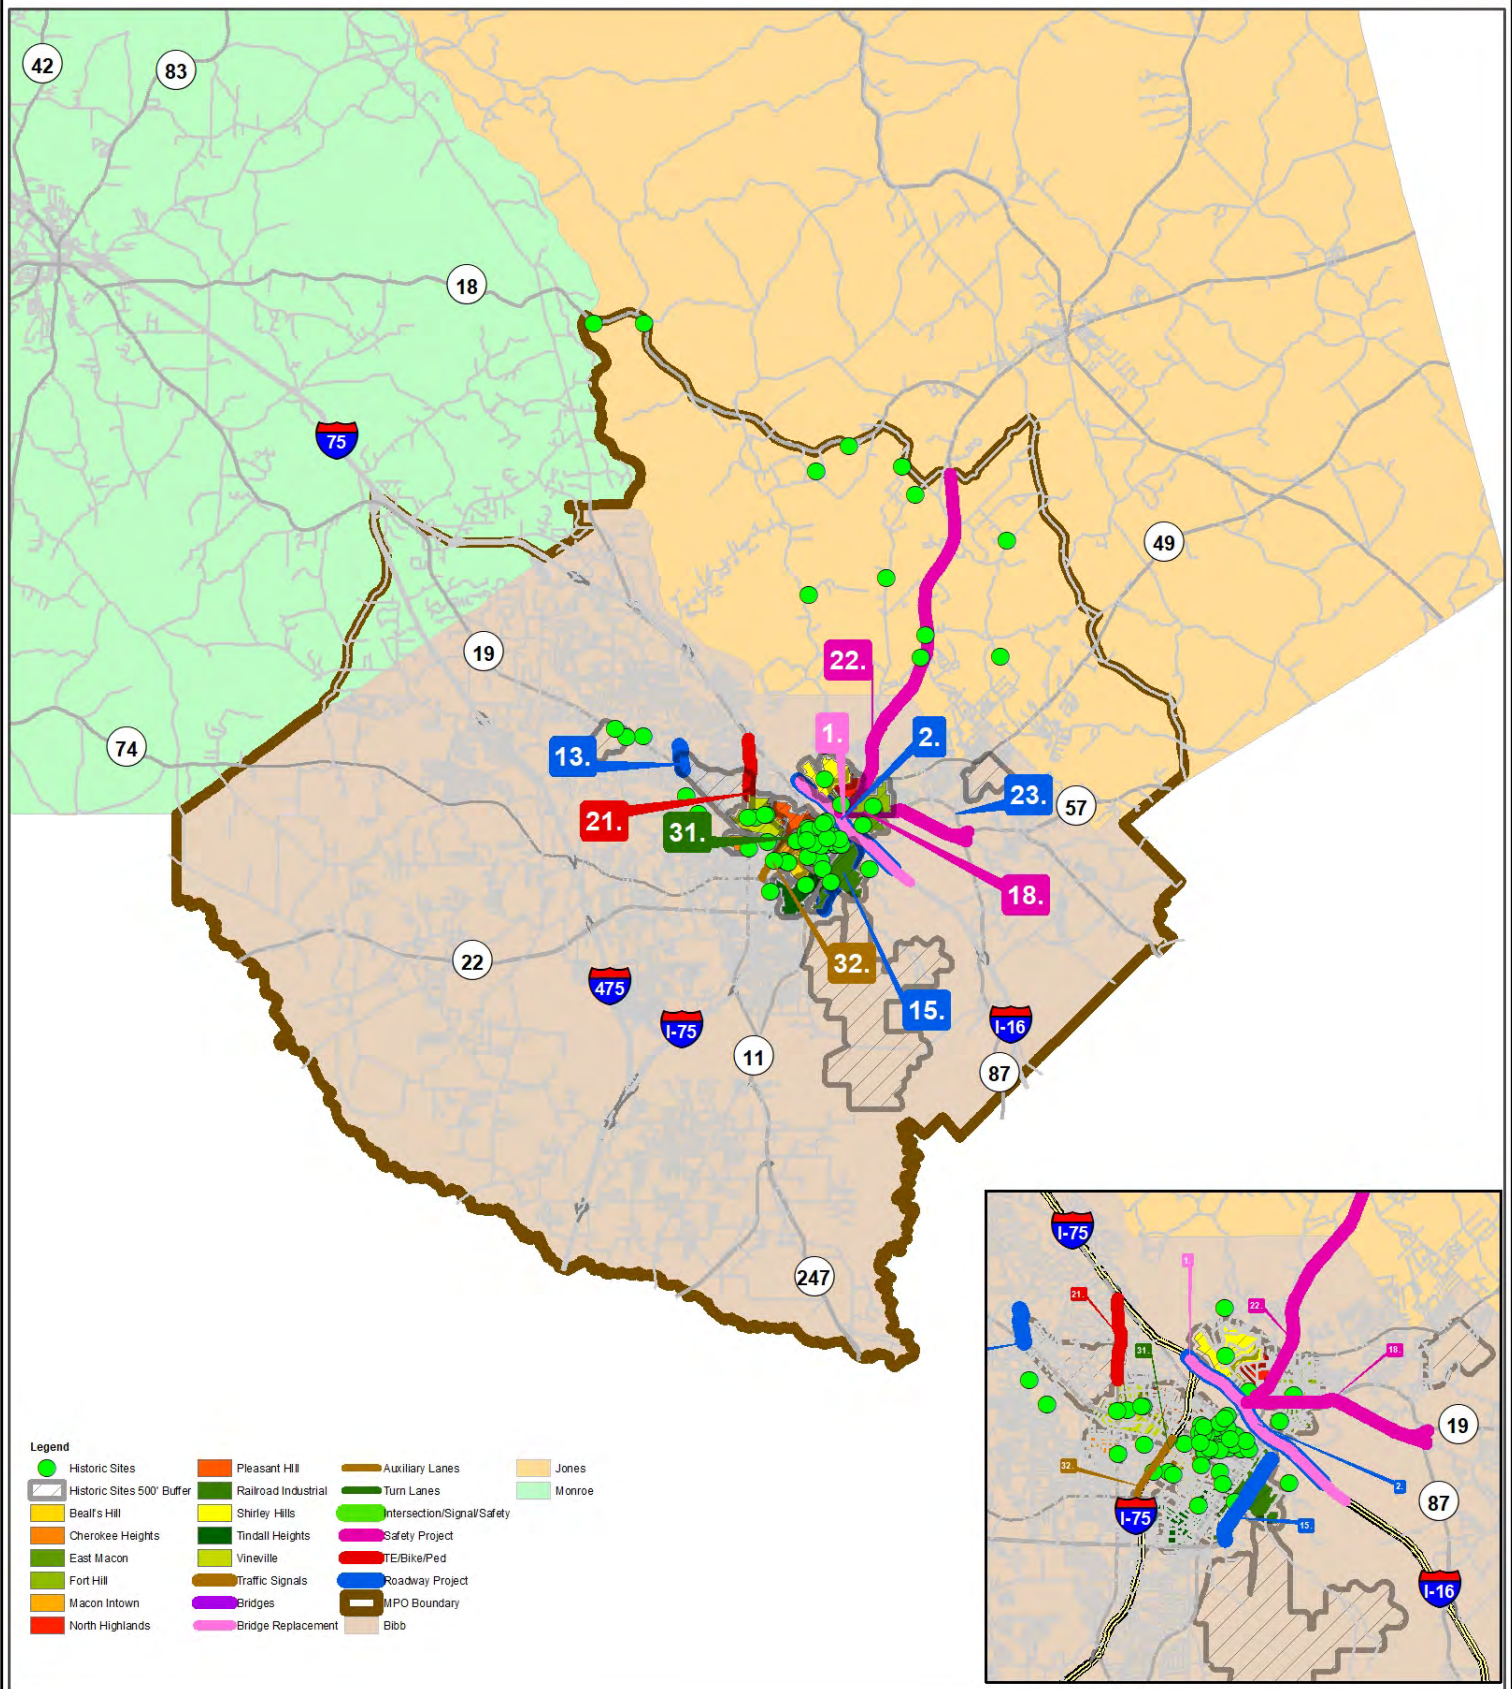 42
83
18
75
49
19
22.
1.
2.
74
13.
23.
57
21.
31.
18.
32.
22
475
15.
I-75
I-16
11
87
247
I-75
1.
21.
22.
31.
18.
19
32.
2.
87
I-75
15.
I-16
Legend
Historic Sites
Historic Sites 500' Buffer
Beall's Hill
Cherokee Heights
East Macon
Fort Hill
Macon Intown
North Highlands
Pleasant Hill
Railroad Industrial
Shirley Hills
Tindall Heights
Vineville
Traffic Signals
Bridges
Bridge Replacement
Auxiliary Lanes
Turn Lanes
Intersection/Signal/Safety
Safety Project
TE/Bike/Ped
Roadway Project
MPO Boundary
Bibb
Jones
Monroe